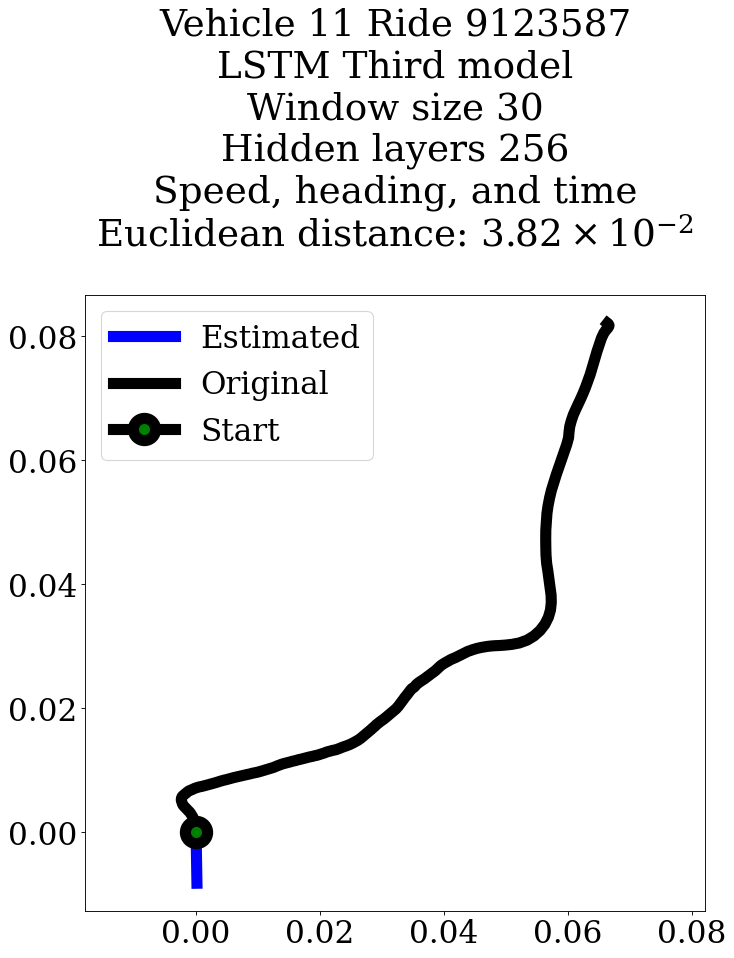 Vehicle 11 Ride 9123587
LSTM Third model
Window size 30
Hidden layers 256
Speed, heading, and time
Euclidean distance: 3.82 × 10⁻²
Estimated
Original
Start
0.08
0.06
0.04
0.02
0.00
0.00 0.02 0.04 0.06 0.08